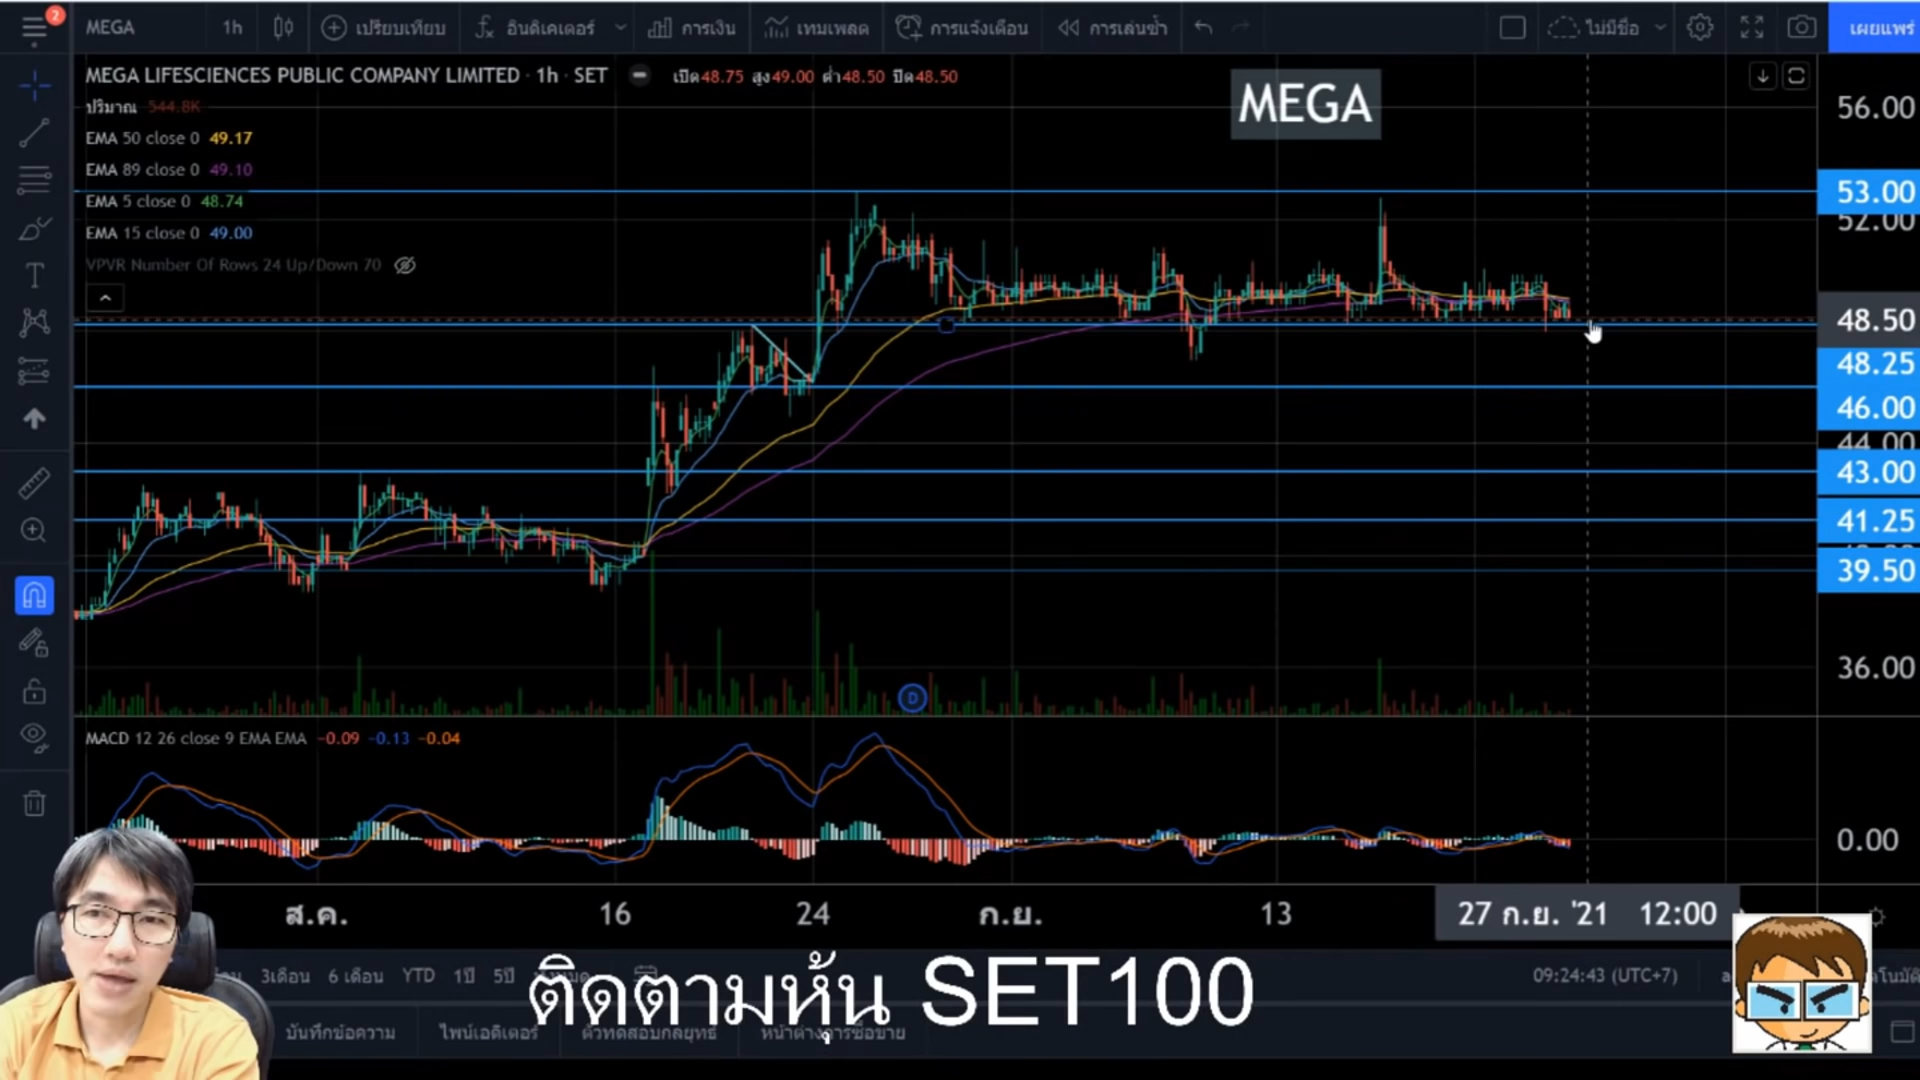 2
MEGA
1h
เปรียบเทียบ
อินดิเคเตอร์
การเงิน
เทมเพลต
การแจ้งเตือน
การเล่นซ้ำ
ไม่มีชื่อ
เผยแพร่
MEGA LIFESCIENCES PUBLIC COMPANY LIMITED · 1h · SET
เปิด48.75 สูง49.00 ต่ำ48.50 ปิด48.50
MEGA
ปริมาณ 544.8K
EMA 50 close 0 49.17
EMA 89 close 0 49.10
EMA 5 close 0 48.74
EMA 15 close 0 49.00
VPVR Number Of Rows 24 Up/Down 70
56.00
53.00
52.00
48.50
48.25
46.00
44.00
43.00
41.25
39.50
36.00
D
MACD 12 26 close 9 EMA EMA −0.09 −0.13 −0.04
0.00
ส.ค.
16
24
ก.ย.
13
27 ก.ย. '21 12:00
3เดือน
6 เดือน
YTD
1ปี
5ปี
09:24:43 (UTC+7)
ติดตามหุ้น SET100
บันทึกข้อความ
ไพน์เอดิเตอร์
ตัวทดสอบกลยุทธ์
หน้าต่างการซื้อขาย